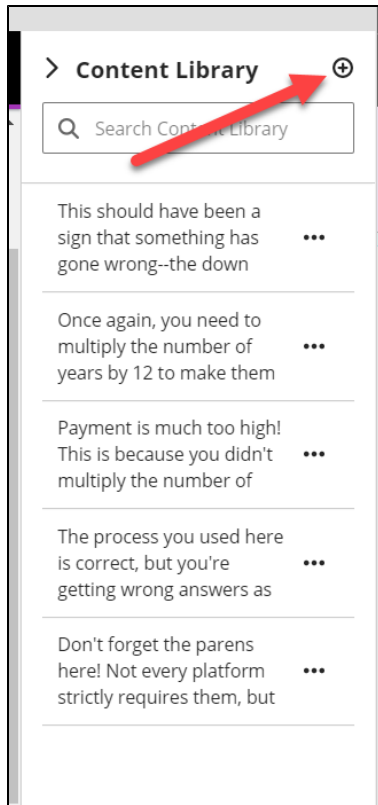 Content Library
Search Content Library
This should have been a
sign that something has
gone wrong--the down
Once again, you need to
multiply the number of
years by 12 to make them
Payment is much too high!
This is because you didn't
multiply the number of
The process you used here
is correct, but you're
getting wrong answers as
Don't forget the parens
here! Not every platform
strictly requires them, but